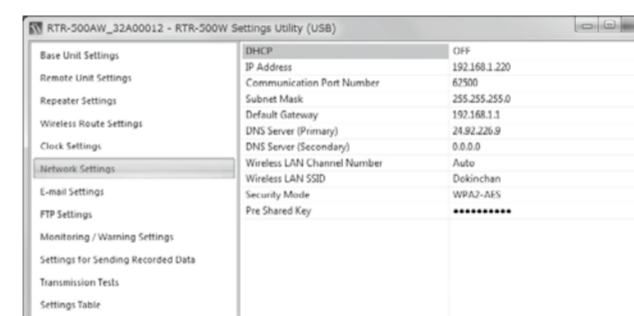 RTR-500AW_32A00012 - RTR-500W Settings Utility (USB)
Base Unit Settings
Remote Unit Settings
Repeater Settings
Wireless Route Settings
Clock Settings
Network Settings
E-mail Settings
FTP Settings
Monitoring / Warning Settings
Settings for Sending Recorded Data
Transmission Tests
Settings Table
DHCP OFF
IP Address 192.168.1.220
Communication Port Number 62500
Subnet Mask 255.255.255.0
Default Gateway 192.168.1.1
DNS Server (Primary) 24.92.226.9
DNS Server (Secondary) 0.0.0.0
Wireless LAN Channel Number Auto
Wireless LAN SSID Dokinchan
Security Mode WPA2-AES
Pre Shared Key ●●●●●●●●●●